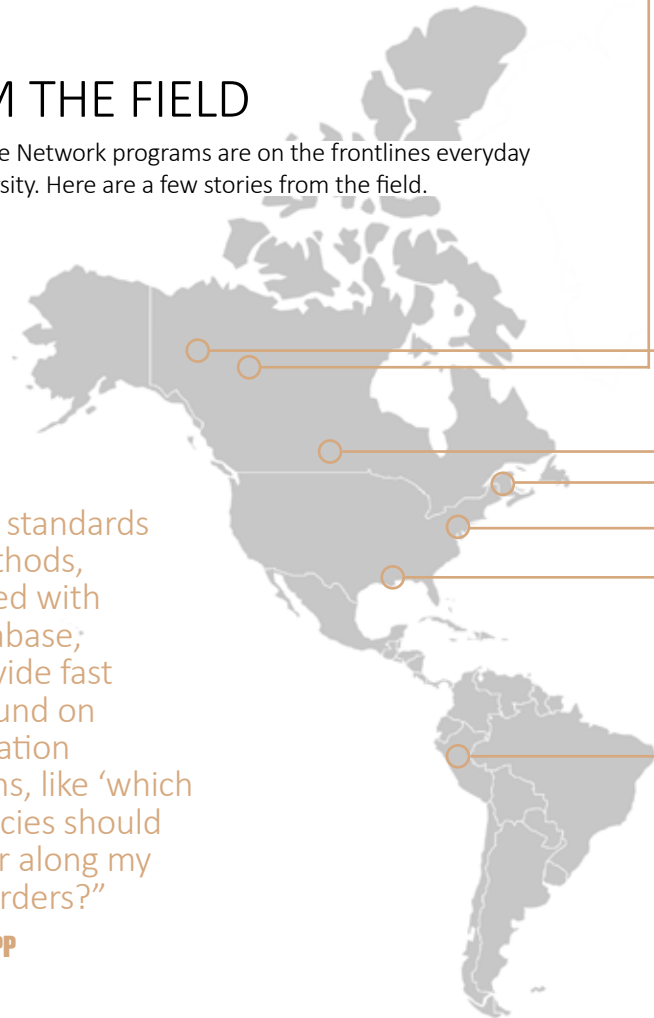 M THE FIELD
e Network programs are on the frontlines everyday
sity. Here are a few stories from the field.
standards
thods,
ed with
base,
vide fast
und on
ation
ns, like ‘which
cies should
r along my
rders?”
PP